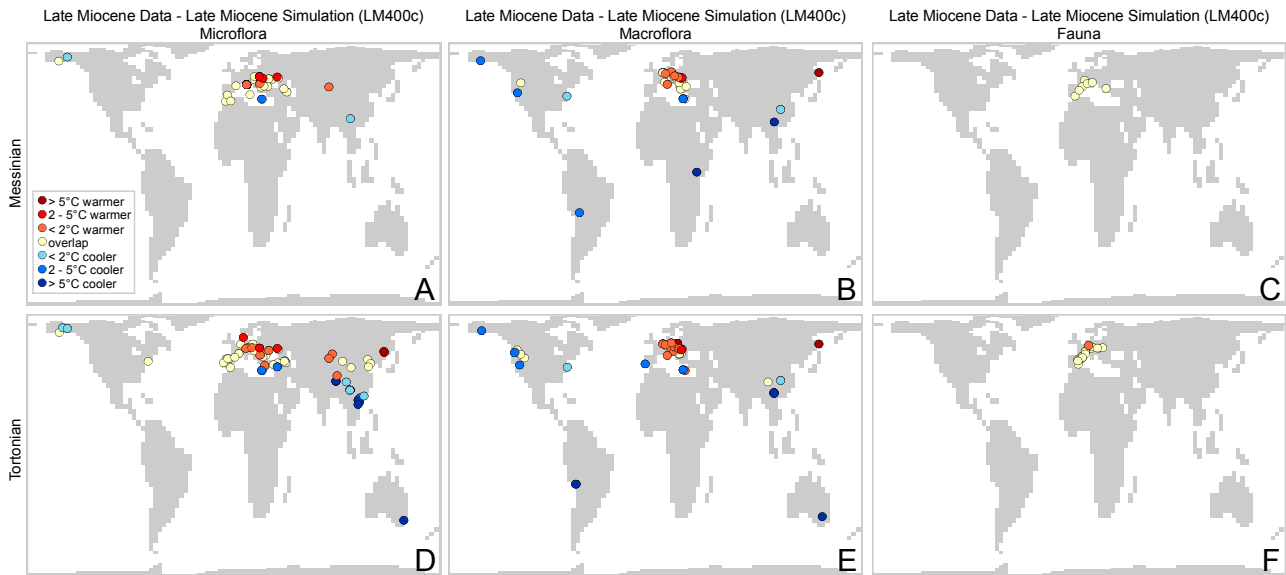 Late Miocene Data - Late Miocene Simulation (LM400c)
Microflora
Late Miocene Data - Late Miocene Simulation (LM400c)
Macroflora
Late Miocene Data - Late Miocene Simulation (LM400c)
Fauna
Messinian
> 5°C warmer
2 - 5°C warmer
< 2°C warmer
overlap
< 2°C cooler
2 - 5°C cooler
> 5°C cooler
A
B
C
Tortonian
D
E
F